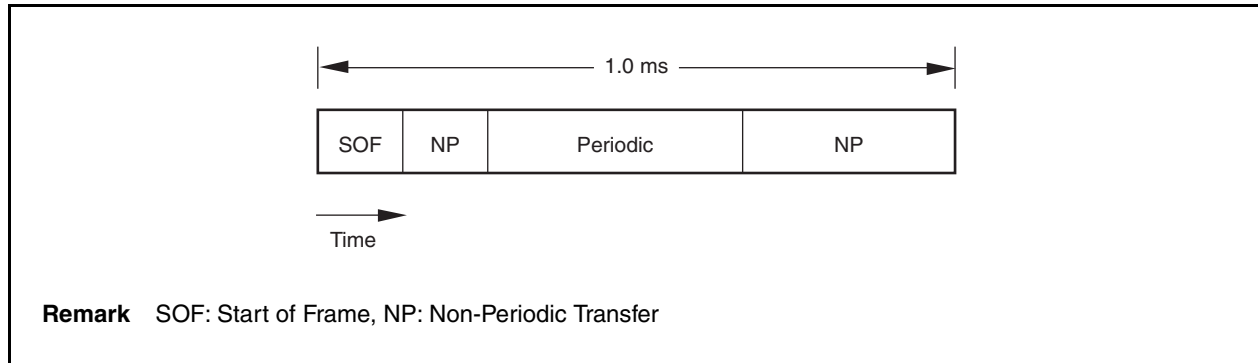 1.0 ms
SOF NP Periodic NP
Time
Remark SOF: Start of Frame, NP: Non-Periodic Transfer